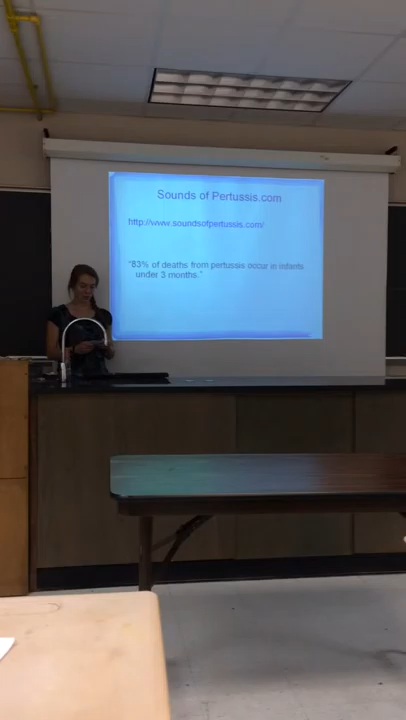 Sounds of Pertussis.com
http://www.soundsofpertussis.com/
"83% of deaths from pertussis occur in infants
under 3 months."